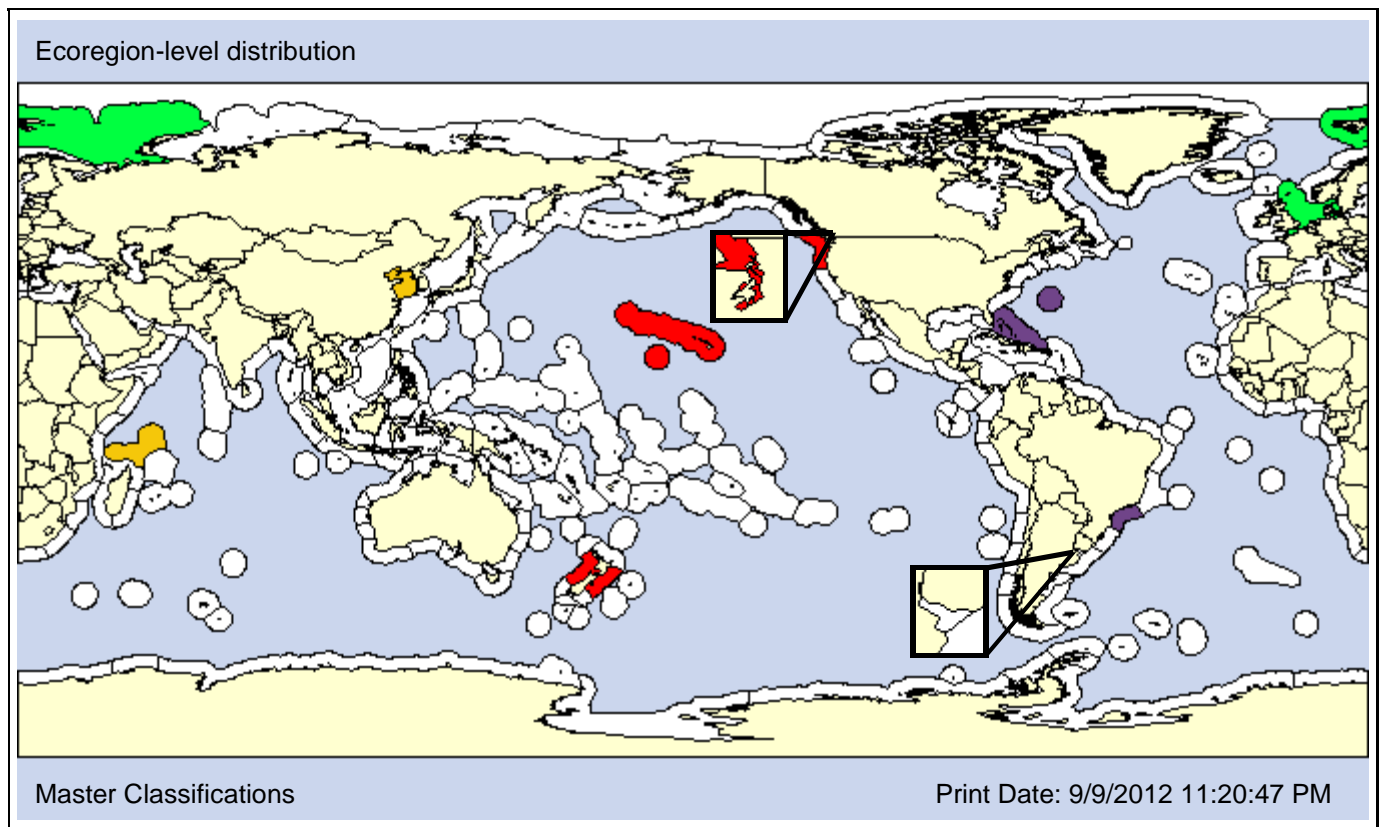 Ecoregion-level distribution
Master Classifications
Print Date: 9/9/2012 11:20:47 PM